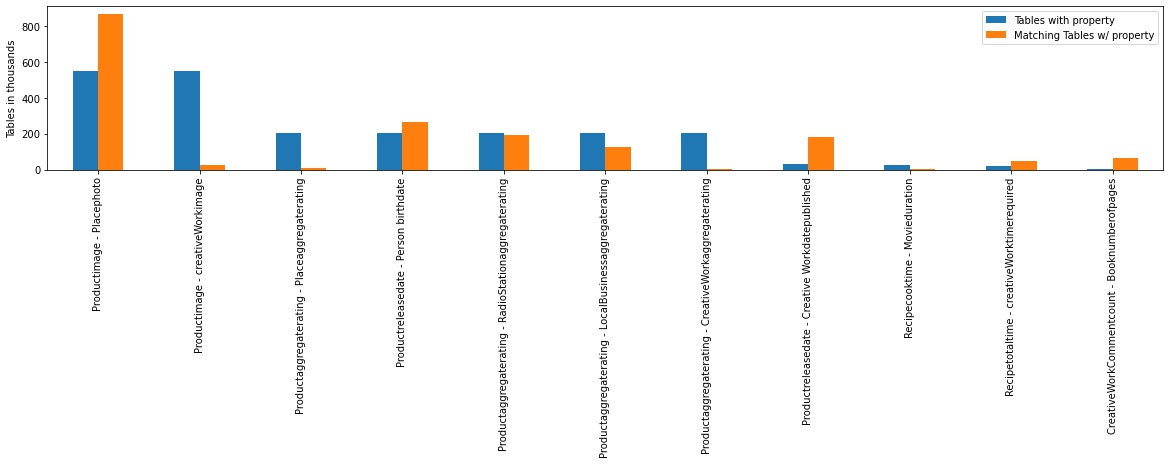 Tables with property
Matching Tables w/ property
Tables in thousands
800
600
400
200
0
Productimage - Placephoto
Productimage - creativeWorkimage
Productaggregaterating - Placeaggregaterating
Productreleasedate - Person birthdate
Productaggregaterating - RadioStationaggregaterating
Productaggregaterating - LocalBusinessaggregaterating
Productaggregaterating - CreativeWorkaggregaterating
Productreleasedate - Creative Workdatepublished
Recipecooktime - Movieduration
Recipetotaltime - creativeWorktimerequired
CreativeWorkCommentcount - Booknumberofpages